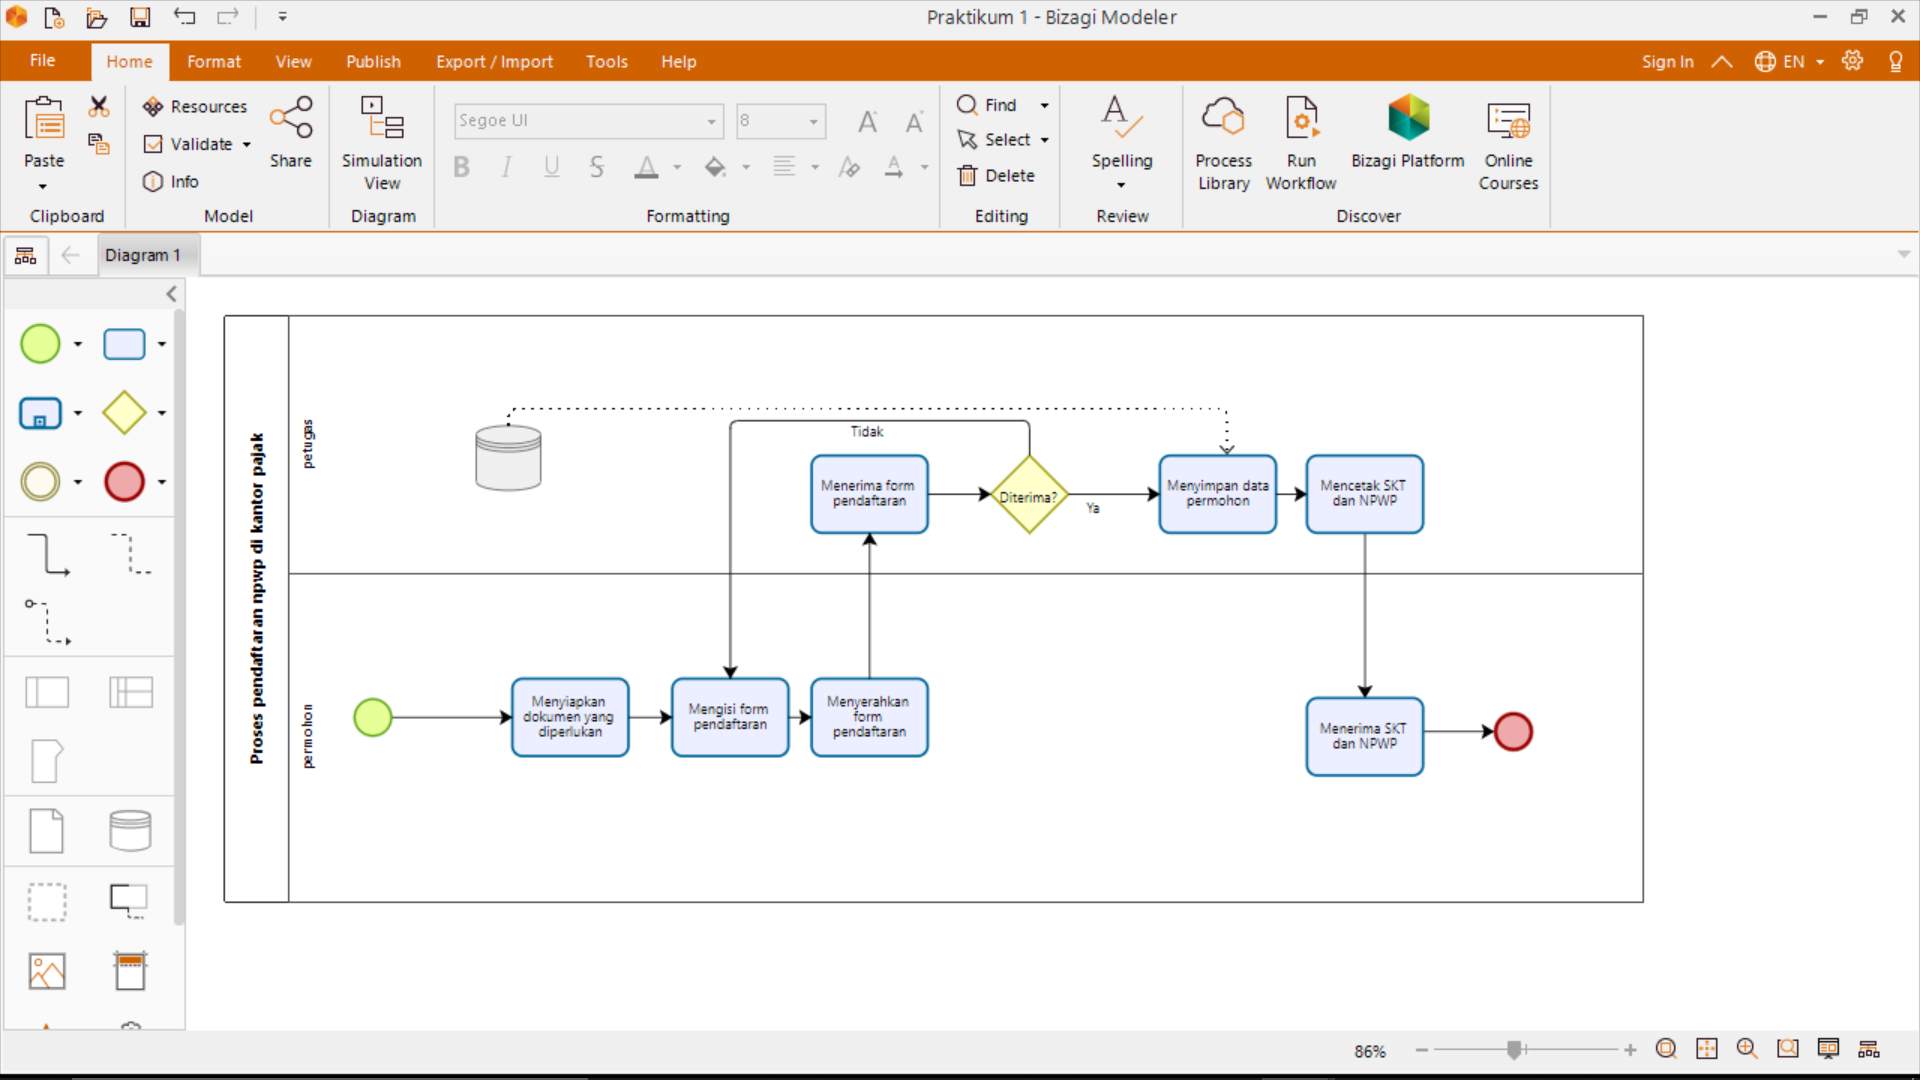 Praktikum 1 - Bizagi Modeler
File
Home
Format
View
Publish
Export / Import
Tools
Help
Sign In
EN
Paste
Clipboard
Resources
Validate
Info
Share
Model
Simulation
View
Diagram
Segoe UI
8
Formatting
Find
Select
Delete
Editing
Spelling
Review
Process
Library
Run
Workflow
Bizagi Platform
Online
Courses
Discover
Diagram 1
Proses pendaftaran npwp di kantor pajak
petugas
permohon
Tidak
Menerima form
pendaftaran
Diterima?
Ya
Menyimpan data
permohon
Mencetak SKT
dan NPWP
Menyiapkan
dokumen yang
diperlukan
Mengisi form
pendaftaran
Menyerahkan
form
pendaftaran
Menerima SKT
dan NPWP
86%